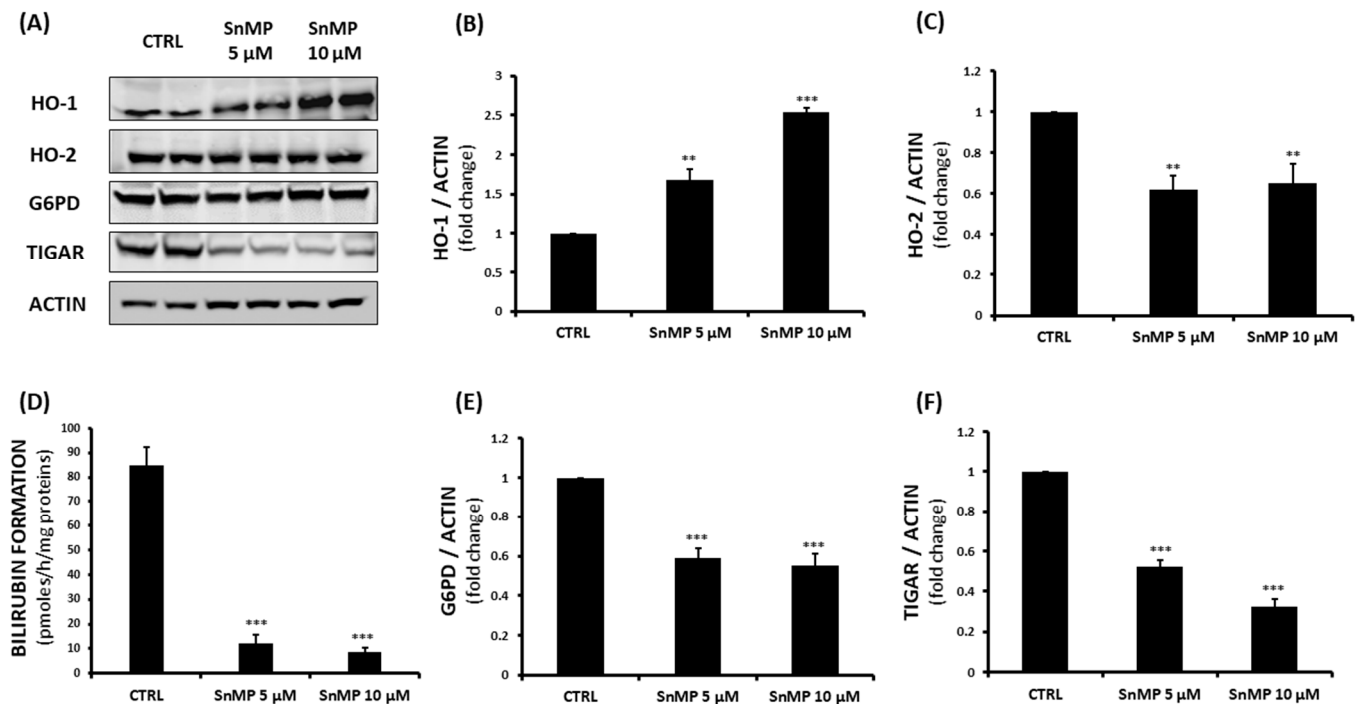 (A)
CTRL
SnMP
5 μM
SnMP
10 μM
HO-1
HO-2
G6PD
TIGAR
ACTIN
(B)
HO-1 / ACTIN
(fold change)
3
2.5
2
1.5
1
0.5
0
**
***
CTRL
SnMP 5 μM
SnMP 10 μM
(C)
HO-2 / ACTIN
(fold change)
1.2
1
0.8
0.6
0.4
0.2
0
**
**
CTRL
SnMP 5 μM
SnMP 10 μM
(D)
BILIRUBIN FORMATION
(pmoles/h/mg proteins)
100
90
80
70
60
50
40
30
20
10
0
***
***
CTRL
SnMP 5 μM
SnMP 10 μM
(E)
G6PD / ACTIN
(fold change)
1.2
1
0.8
0.6
0.4
0.2
0
***
***
CTRL
SnMP 5 μM
SnMP 10 μM
(F)
TIGAR / ACTIN
(fold change)
1.2
1
0.8
0.6
0.4
0.2
0
***
***
CTRL
SnMP 5 μM
SnMP 10 μM